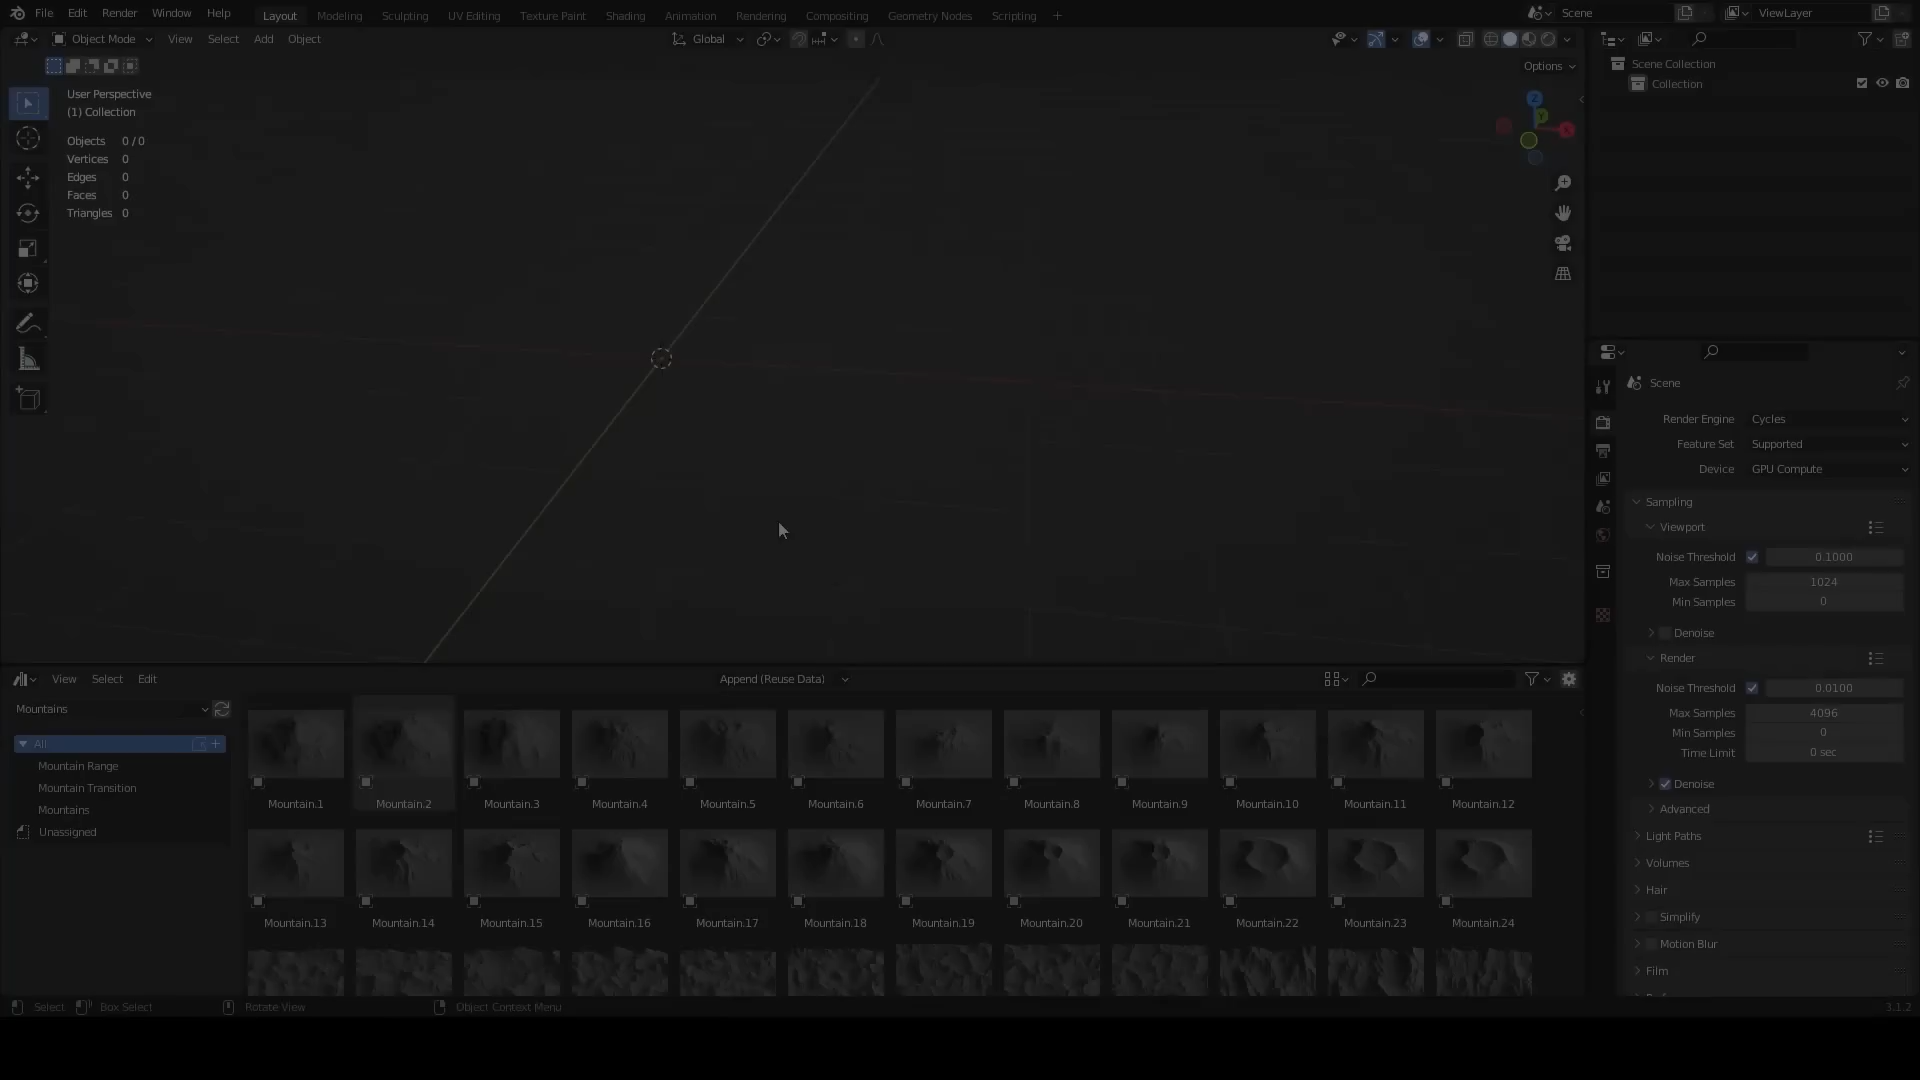 File Edit Render Window Help Layout Modeling Sculpting UV Editing Texture Paint Shading Animation Rendering Compositing Geometry Nodes Scripting + Scene ViewLayer
Object Mode View Select Add Object Global
Options
User Perspective
(1) Collection
Objects 0 / 0
Vertices 0
Edges 0
Faces 0
Triangles 0
Z
Y
X
Scene Collection
Collection
Scene
Render Engine Cycles
Feature Set Supported
Device GPU Compute
Sampling
Viewport
Noise Threshold 0.1000
Max Samples 1024
Min Samples 0
Denoise
Render
Noise Threshold 0.0100
Max Samples 4096
Min Samples 0
Time Limit 0 sec
Denoise
Advanced
Light Paths
Volumes
Hair
Simplify
Motion Blur
Film
View Select Edit Append (Reuse Data)
Mountains
All
Mountain Range
Mountain Transition
Mountains
Unassigned
Mountain.1 Mountain.2 Mountain.3 Mountain.4 Mountain.5 Mountain.6 Mountain.7 Mountain.8 Mountain.9 Mountain.10 Mountain.11 Mountain.12
Mountain.13 Mountain.14 Mountain.15 Mountain.16 Mountain.17 Mountain.18 Mountain.19 Mountain.20 Mountain.21 Mountain.22 Mountain.23 Mountain.24
Select Box Select Rotate View Object Context Menu 3.1.2